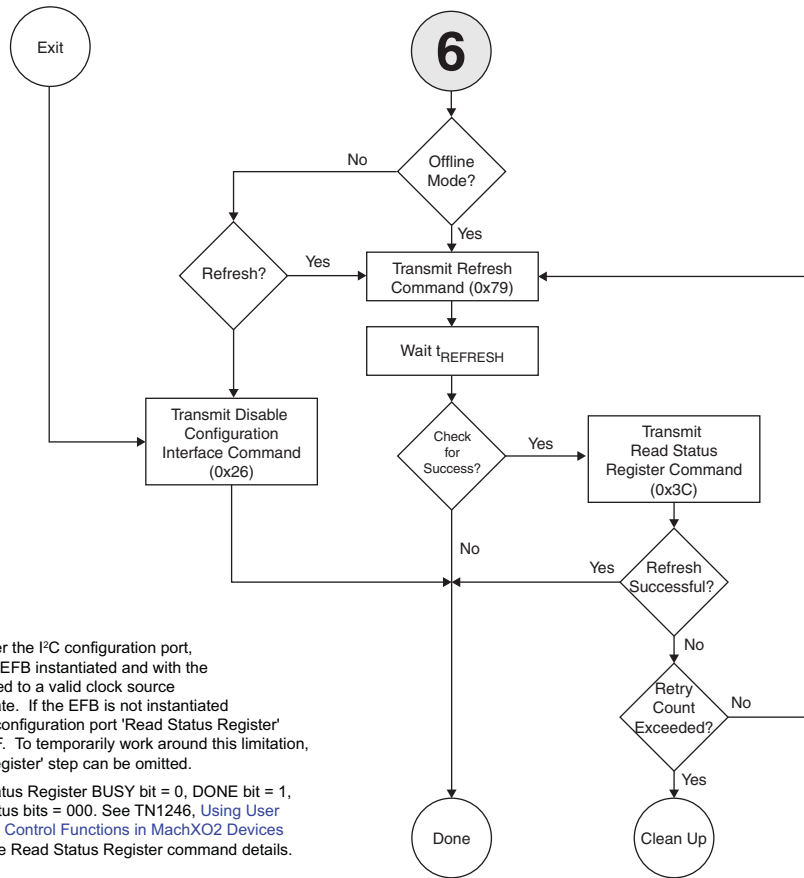 Exit
6
Offline
Mode?
No
Yes
Refresh?
Yes
Transmit Refresh
Command (0x79)
Wait tREFRESH
Transmit Disable
Configuration
Interface Command
(0x26)
Check
for
Success?
Yes
Transmit
Read Status
Register Command
(0x3C)
No
Yes
Refresh
Successful?
No
Retry
Count
Exceeded?
No
Yes
Done
Clean Up
er the I²C configuration port,
EFB instantiated and with the
ed to a valid clock source
ate. If the EFB is not instantiated
configuration port 'Read Status Register'
F. To temporarily work around this limitation,
egister' step can be omitted.
atus Register BUSY bit = 0, DONE bit = 1,
tus bits = 000. See TN1246, Using User
Control Functions in MachXO2 Devices
e Read Status Register command details.